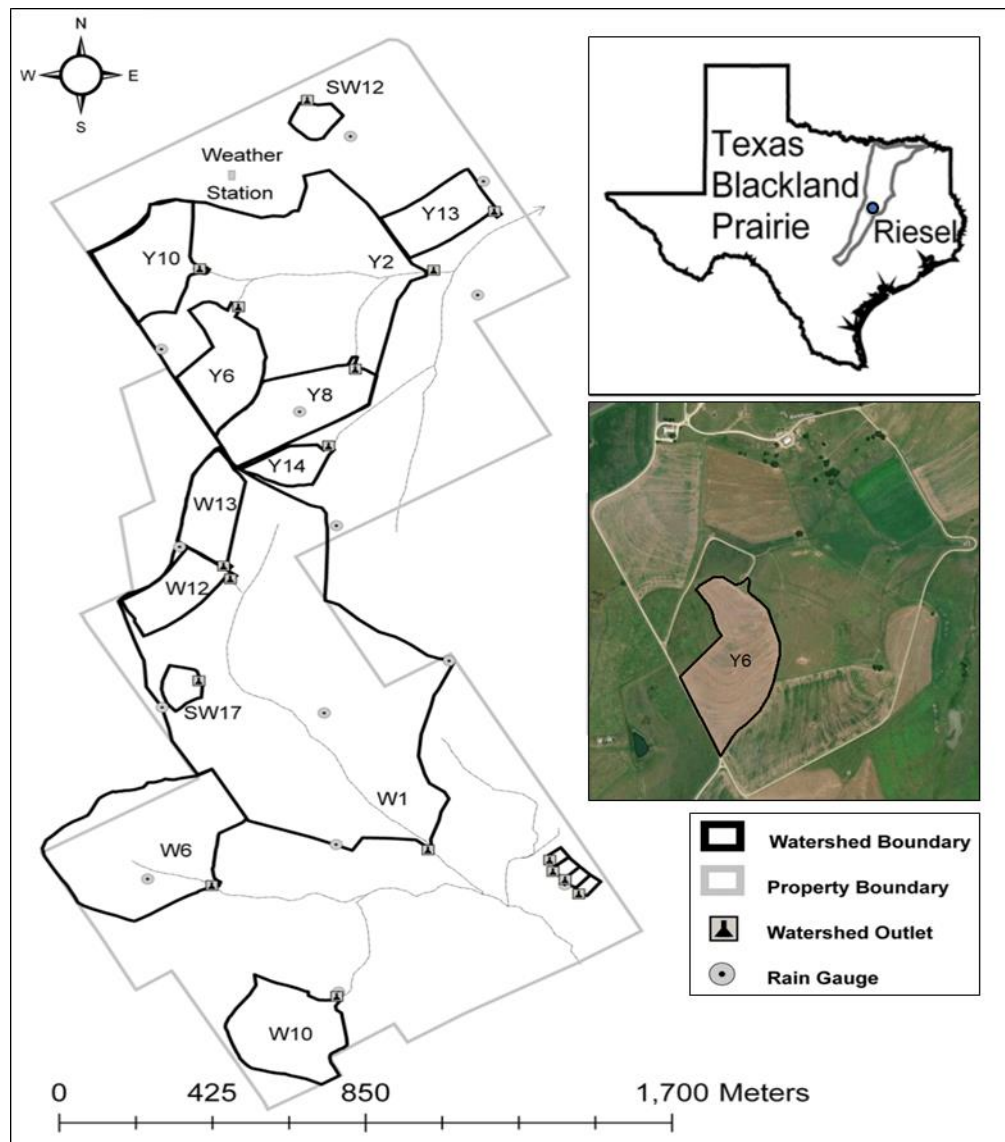 N
W
E
S
SW12
Weather
Station
Y13
Y10
Y2
Y6
Y8
Y14
W13
W12
SW17
W1
W6
W10
0
425
850
1,700 Meters
Texas
Blackland
Prairie
Riesel
Y6
Watershed Boundary
Property Boundary
Watershed Outlet
Rain Gauge